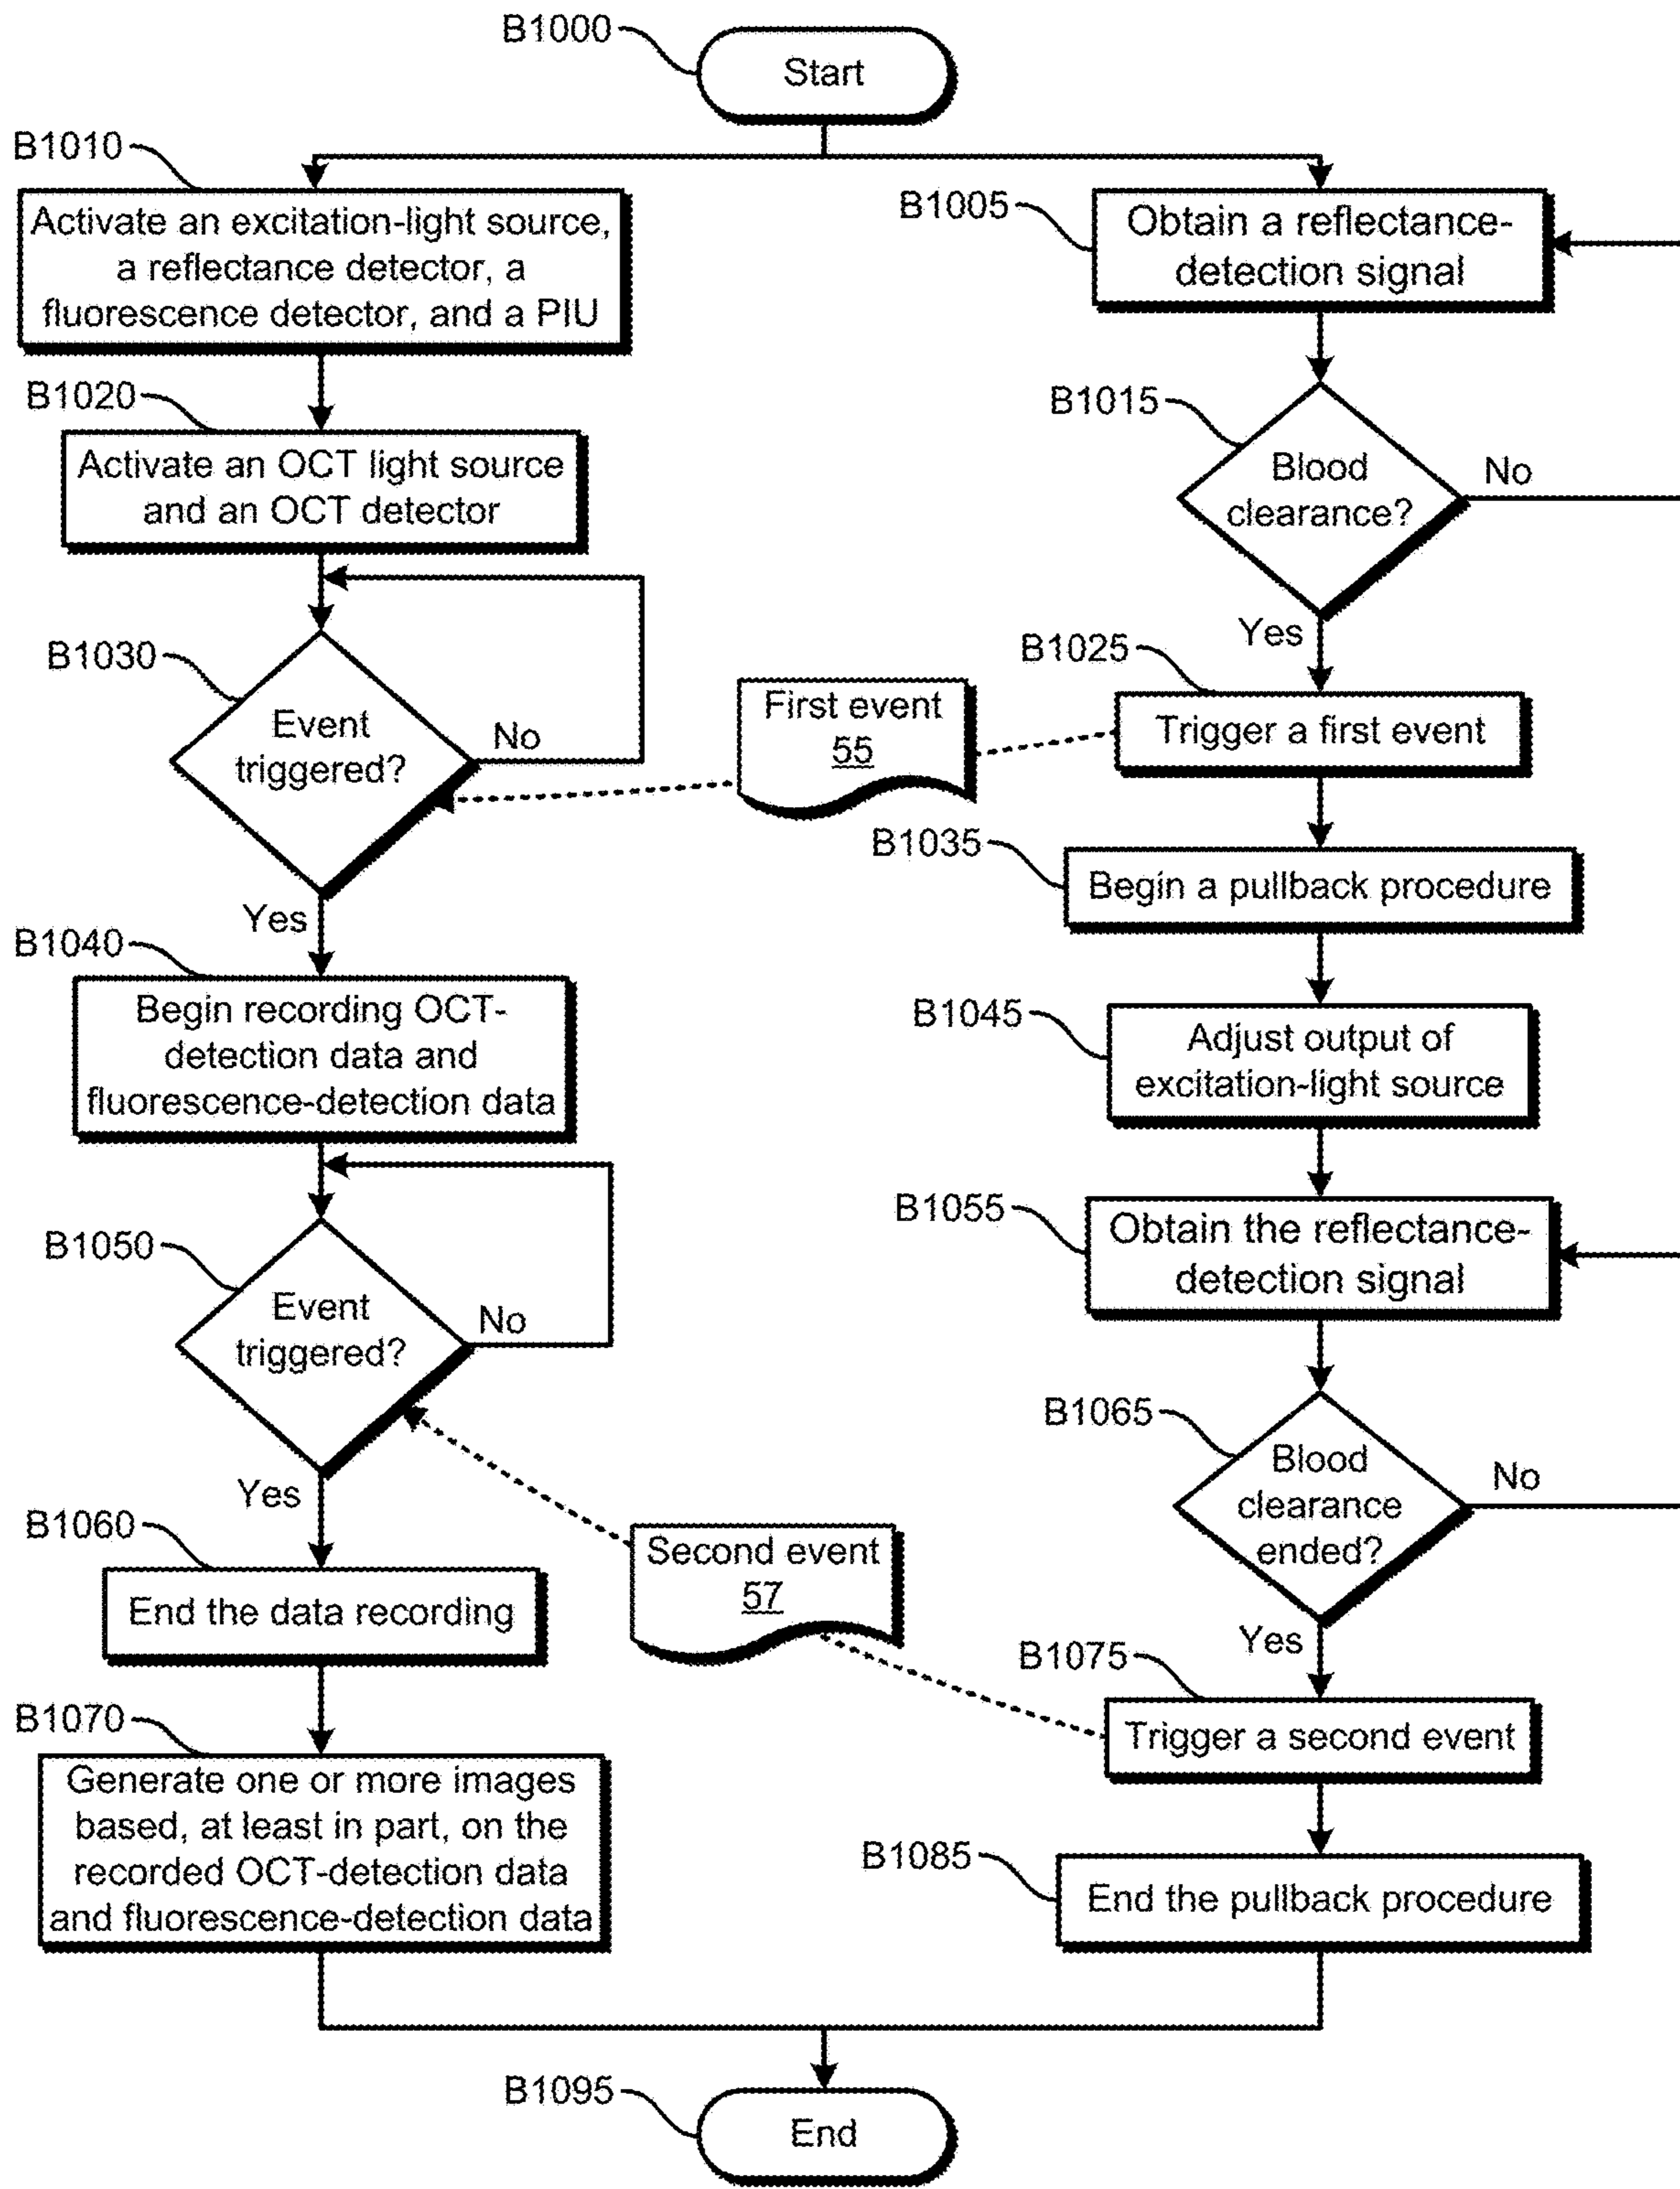 B1000
Start
B1010
Activate an excitation-light source,
a reflectance detector, a
fluorescence detector, and a PIU
B1020
Activate an OCT light source
and an OCT detector
B1030
Event
triggered?
No
Yes
B1040
Begin recording OCT-
detection data and
fluorescence-detection data
B1050
Event
triggered?
No
Yes
B1060
End the data recording
B1070
Generate one or more images
based, at least in part, on the
recorded OCT-detection data
and fluorescence-detection data
First event
55
Second event
57
B1005
Obtain a reflectance-
detection signal
B1015
Blood
clearance?
No
Yes
B1025
Trigger a first event
B1035
Begin a pullback procedure
B1045
Adjust output of
excitation-light source
B1055
Obtain the reflectance-
detection signal
B1065
Blood
clearance
ended?
No
Yes
B1075
Trigger a second event
B1085
End the pullback procedure
B1095
End